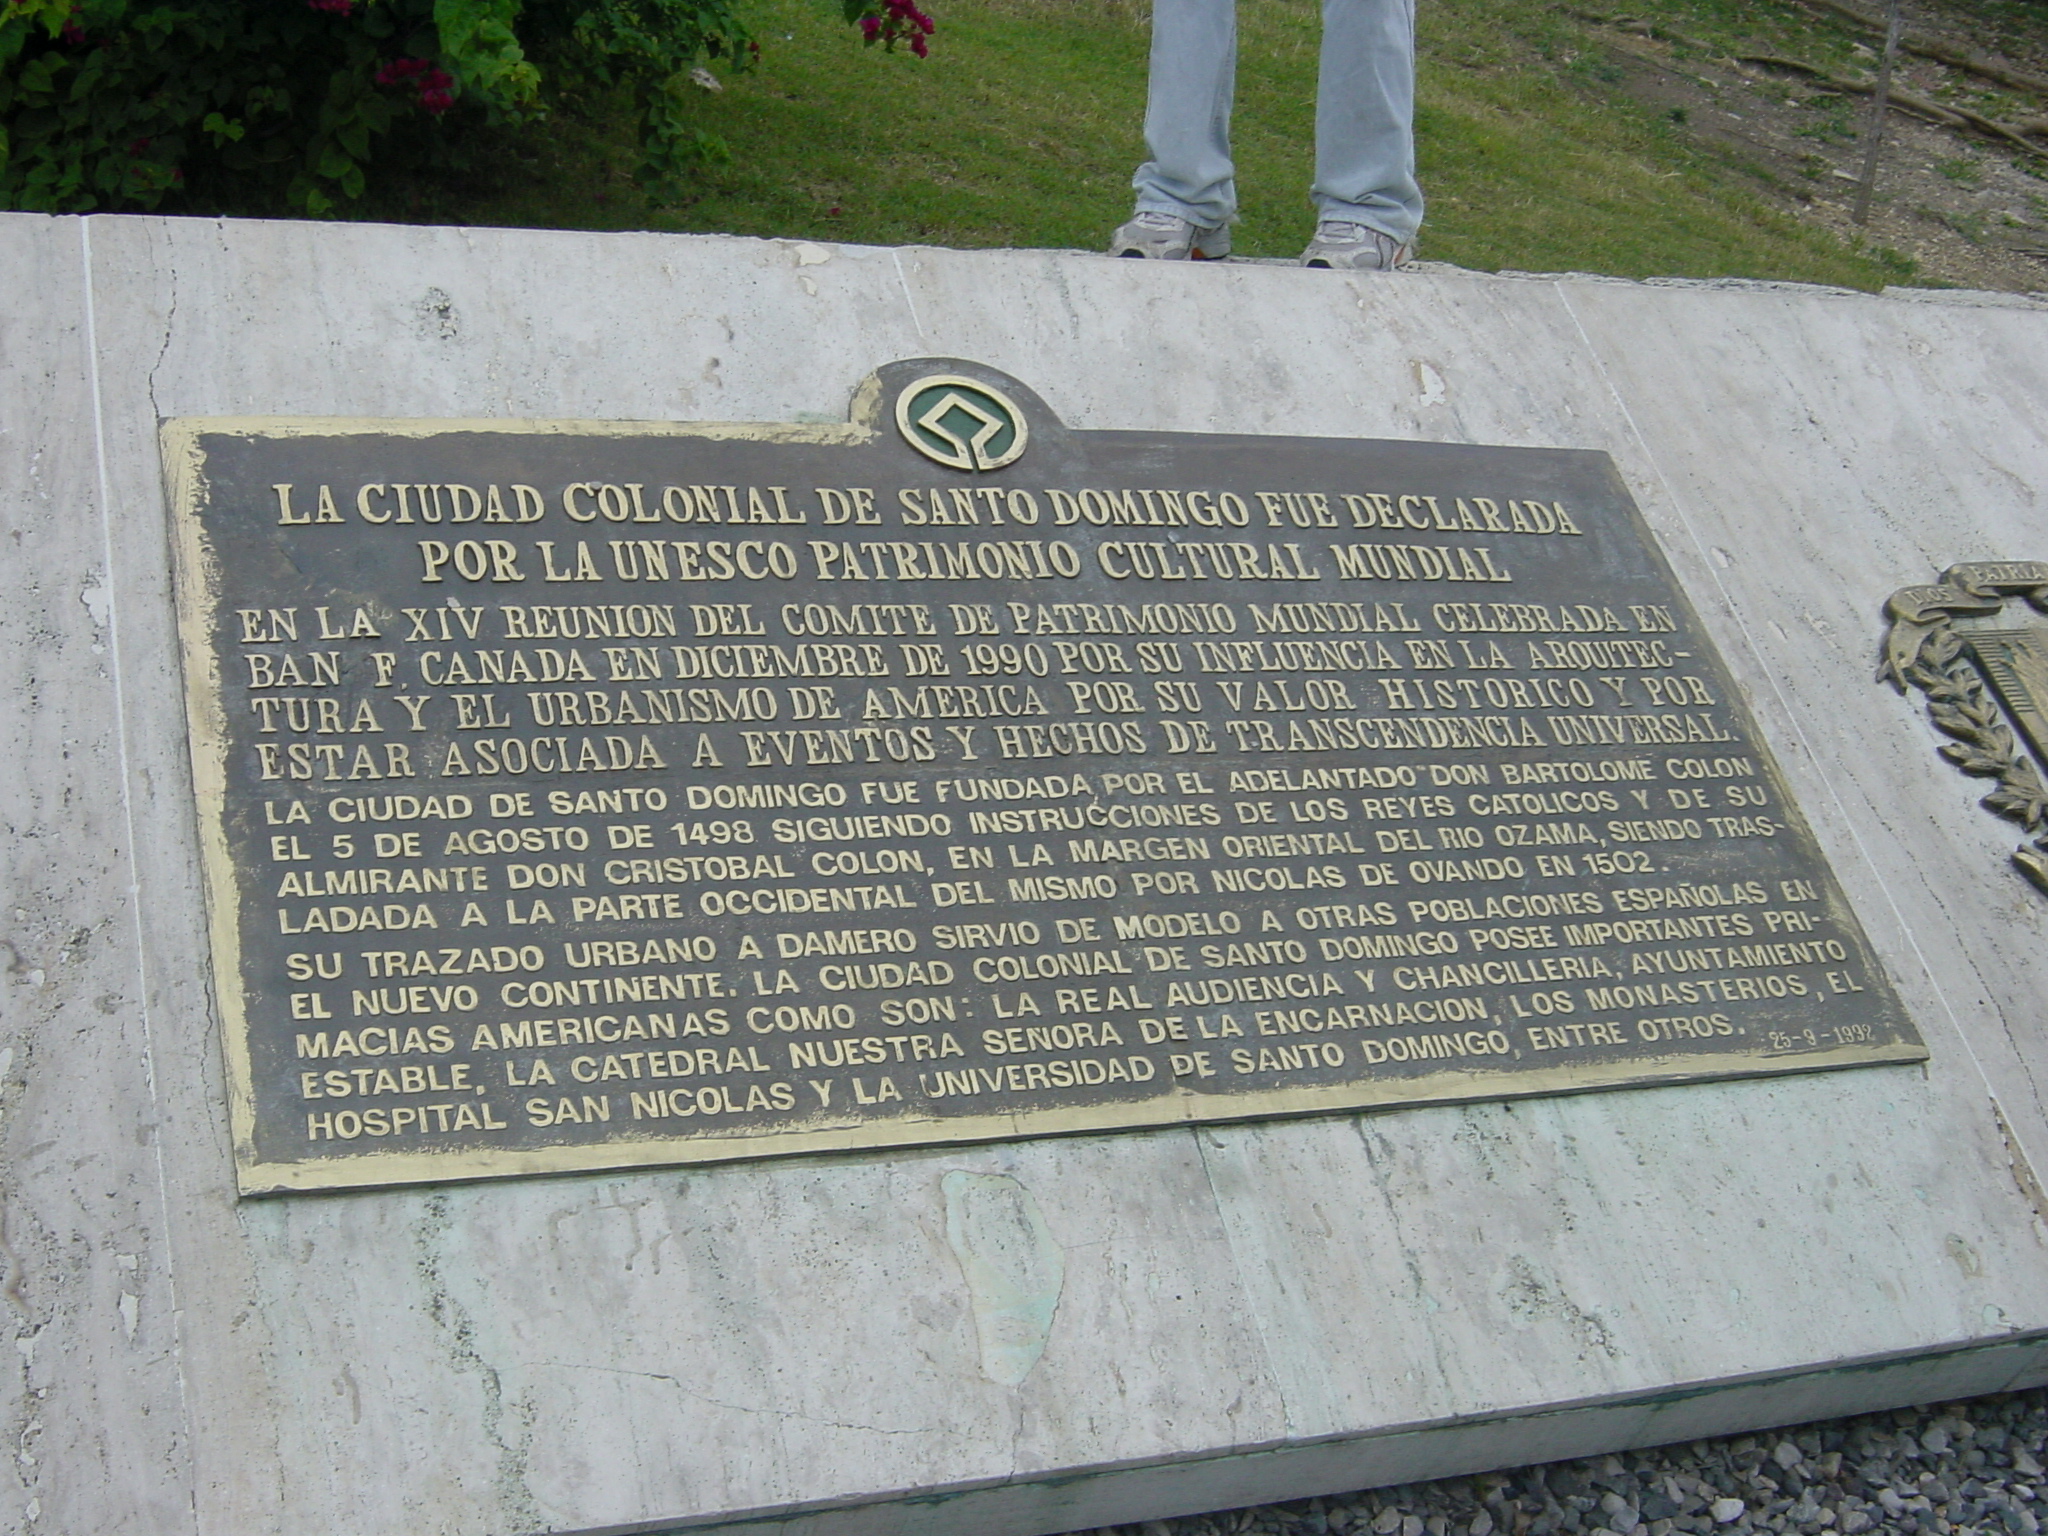 LA CIUDAD COLONIAL DE SANTO DOMINGO FUE DECLARADA
POR LA UNESCO PATRIMONIO CULTURAL MUNDIAL
EN LA XIV REUNION DEL COMITE DE PATRIMONIO MUNDIAL CELEBRADA EN
BAN F, CANADA EN DICIEMBRE DE 1990 POR SU INFLUENCIA EN LA ARQUITEC-
TURA Y EL URBANISMO DE AMERICA POR SU VALOR HISTORICO Y POR
ESTAR ASOCIADA A EVENTOS Y HECHOS DE TRANSCENDENCIA UNIVERSAL.
LA CIUDAD DE SANTO DOMINGO FUE FUNDADA POR EL ADELANTADO DON BARTOLOME COLON
EL 5 DE AGOSTO DE 1498 SIGUIENDO INSTRUCCIONES DE LOS REYES CATOLICOS Y DE SU
ALMIRANTE DON CRISTOBAL COLON, EN LA MARGEN ORIENTAL DEL RIO OZAMA, SIENDO TRAS-
LADADA A LA PARTE OCCIDENTAL DEL MISMO POR NICOLAS DE OVANDO EN 1502.
SU TRAZADO URBANO A DAMERO SIRVIO DE MODELO A OTRAS POBLACIONES ESPAÑOLAS EN
EL NUEVO CONTINENTE. LA CIUDAD COLONIAL DE SANTO DOMINGO POSEE IMPORTANTES PRI-
MACIAS AMERICANAS COMO SON: LA REAL AUDIENCIA Y CHANCILLERIA, AYUNTAMIENTO
ESTABLE, LA CATEDRAL NUESTRA SEÑORA DE LA ENCARNACION, LOS MONASTERIOS, EL
HOSPITAL SAN NICOLAS Y LA UNIVERSIDAD DE SANTO DOMINGO, ENTRE OTROS.
25-9-1992
DIOS PATRIA